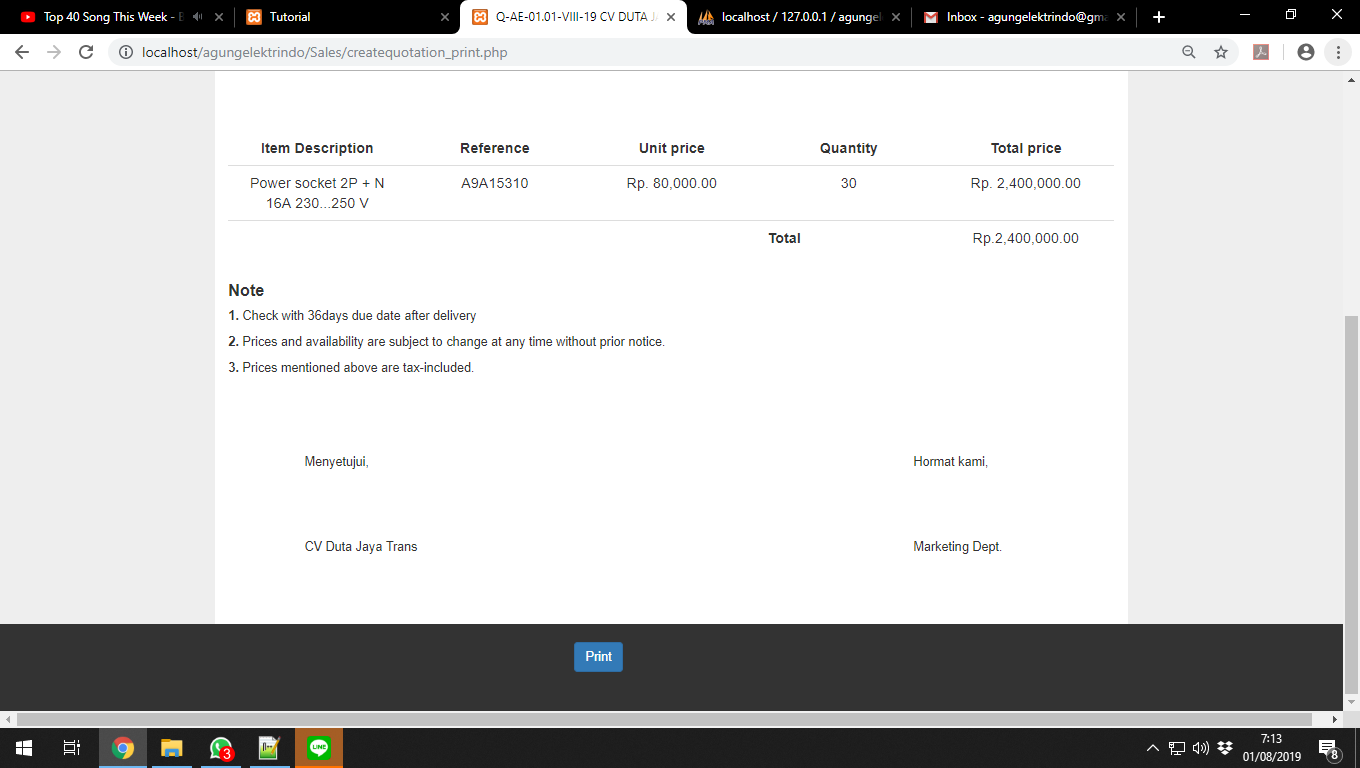 Top 40 Song This Week - B
Tutorial
Q-AE-01.01-VIII-19 CV DUTA JA
localhost / 127.0.0.1 / agungele
Inbox - agungelektrindo@gma
localhost/agungelektrindo/Sales/createquotation_print.php
Item Description Reference Unit price Quantity Total price
Power socket 2P + N A9A15310 Rp. 80,000.00 30 Rp. 2,400,000.00
16A 230...250 V
Total Rp.2,400,000.00
Note
1. Check with 36days due date after delivery
2. Prices and availability are subject to change at any time without prior notice.
3. Prices mentioned above are tax-included.
Menyetujui, Hormat kami,
CV Duta Jaya Trans Marketing Dept.
Print
3
LINE
7:13
01/08/2019
8